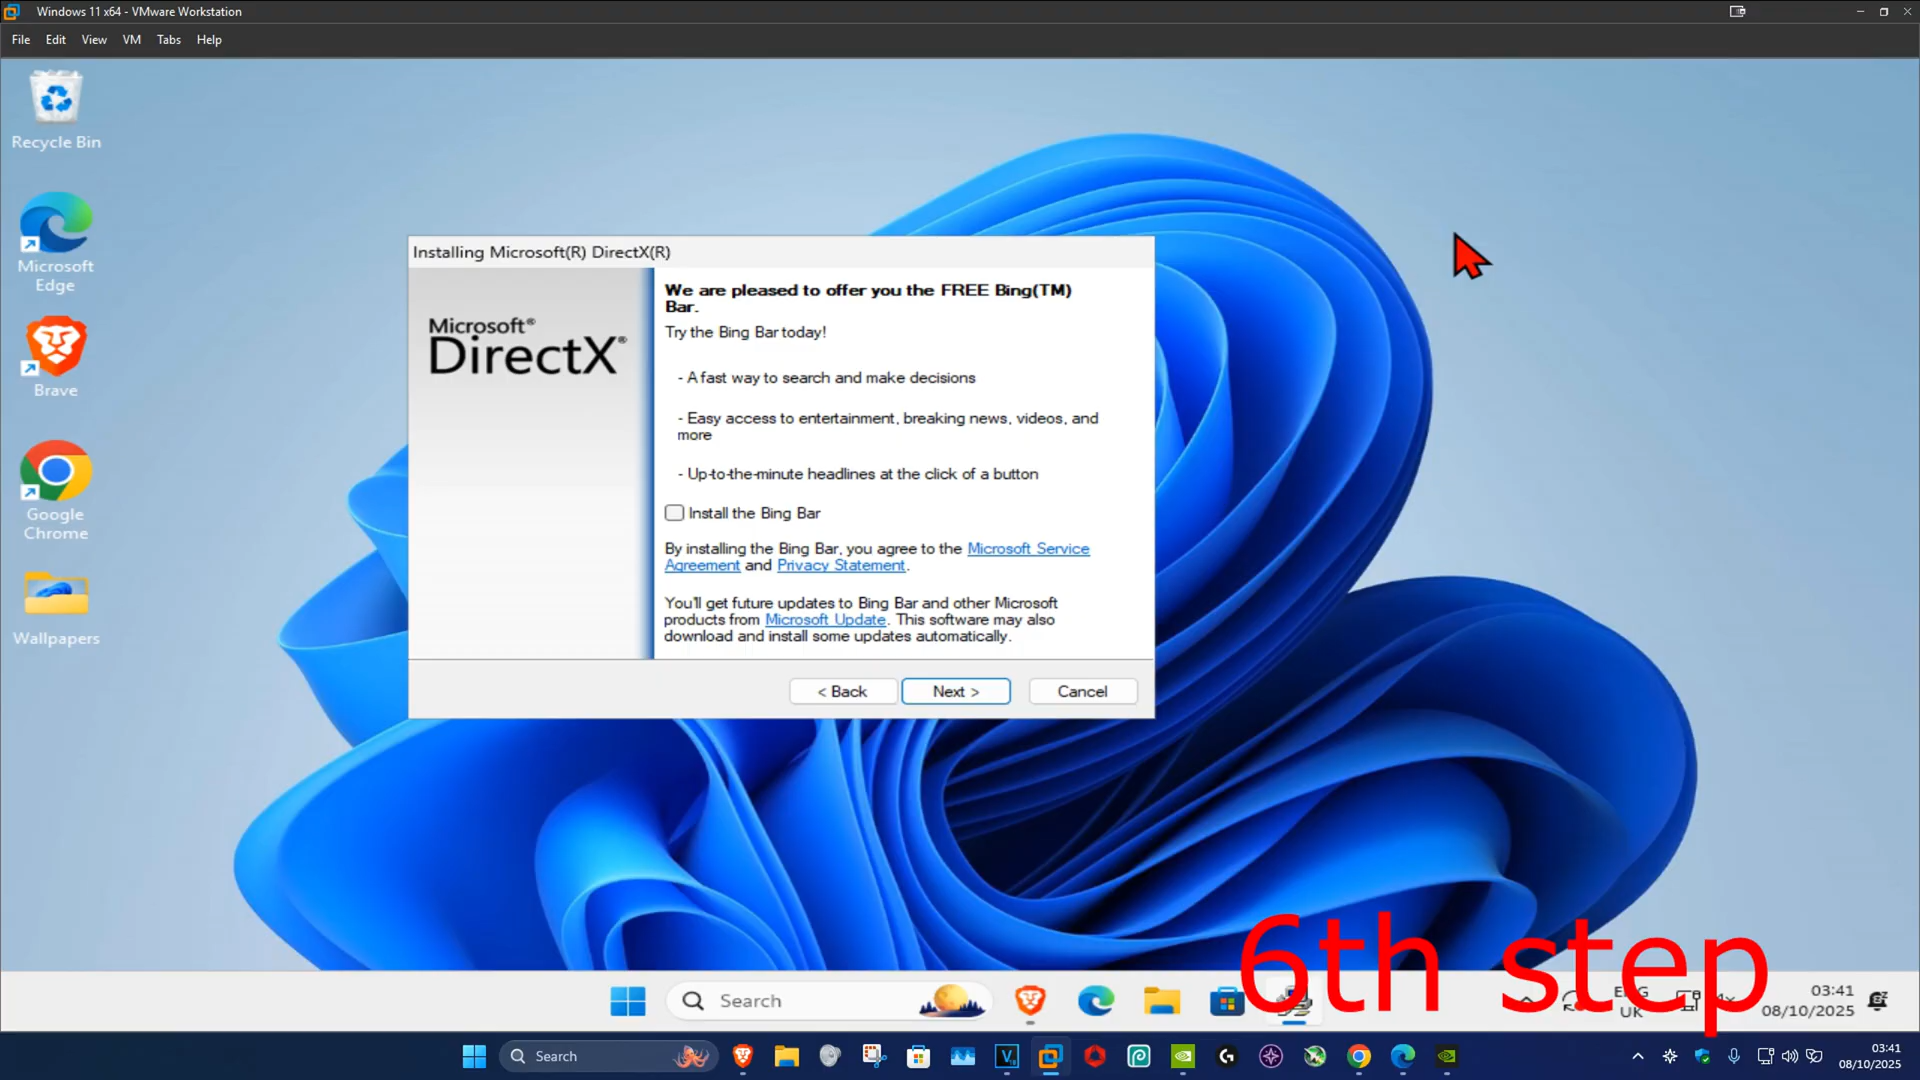 Windows 11 x64 - VMware Workstation
File Edit View VM Tabs Help
Recycle Bin
Microsoft
Edge
Brave
Google
Chrome
Wallpapers
Installing Microsoft(R) DirectX(R)
Microsoft®
DirectX®
We are pleased to offer you the FREE Bing(TM)
Bar.
Try the Bing Bar today!
- A fast way to search and make decisions
- Easy access to entertainment, breaking news, videos, and
more
- Up-to-the-minute headlines at the click of a button
Install the Bing Bar
By installing the Bing Bar, you agree to the Microsoft Service
Agreement and Privacy Statement.
You'll get future updates to Bing Bar and other Microsoft
products from Microsoft Update. This software may also
download and install some updates automatically.
< Back Next > Cancel
6th step
Search
ENG
UK
03:41
08/10/2025
Search
03:41
08/10/2025